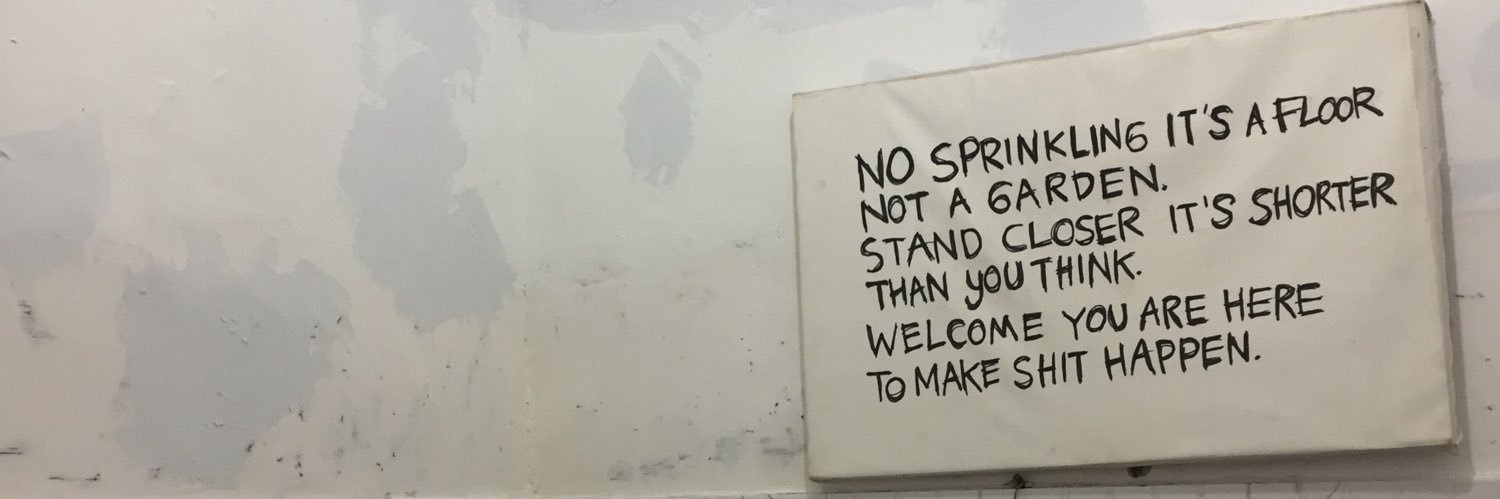 NO SPRINKLING IT'S A FLOOR
NOT A GARDEN.
STAND CLOSER IT'S SHORTER
THAN YOU THINK.
WELCOME YOU ARE HERE
TO MAKE SHIT HAPPEN.